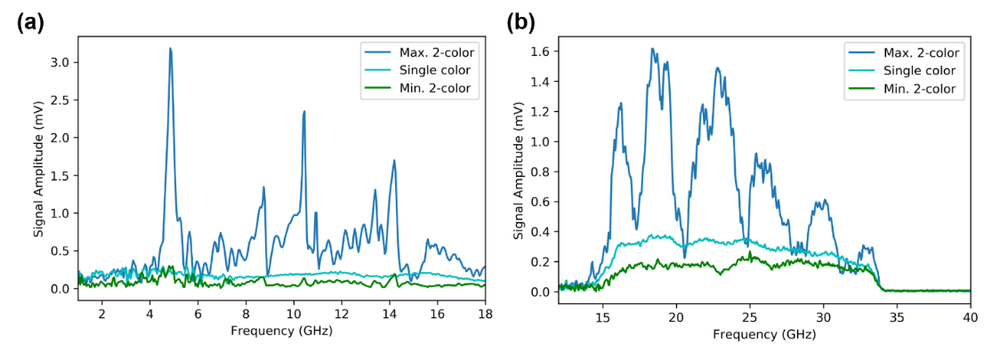 (a)
Max. 2-color
Single color
Min. 2-color
3.0
2.5
2.0
1.5
1.0
0.5
0.0
Signal Amplitude (mV)
2 4 6 8 10 12 14 16 18
Frequency (GHz)
(b)
Max. 2-color
Single color
Min. 2-color
1.6
1.4
1.2
1.0
0.8
0.6
0.4
0.2
0.0
Signal Amplitude (mV)
15 20 25 30 35 40
Frequency (GHz)